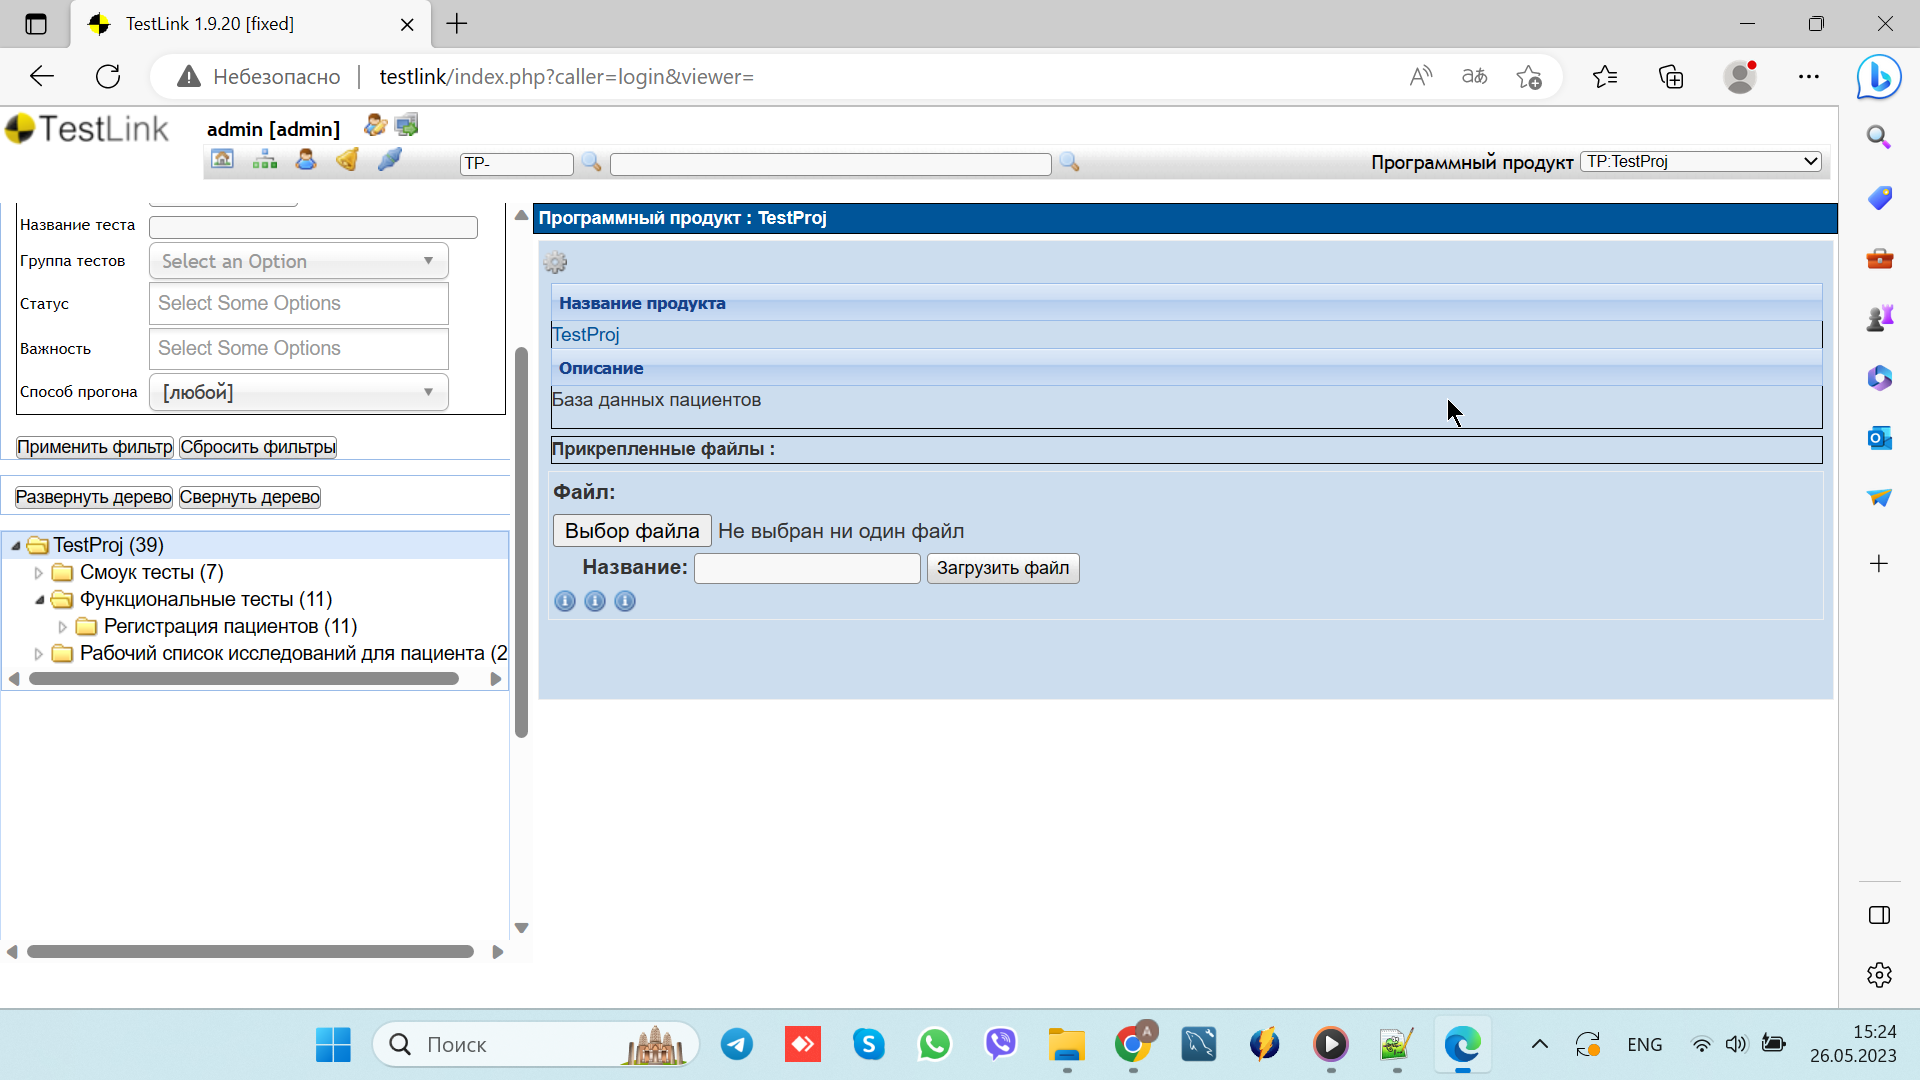 TestLink 1.9.20 [fixed]
Небезопасно
testlink/index.php?caller=login&viewer=
TestLink
admin [admin]
TP-
Программный продукт
TP:TestProj
Название теста
Группа тестов
Select an Option
Статус
Select Some Options
Важность
Select Some Options
Способ прогона
[любой]
Применить фильтр
Сбросить фильтры
Развернуть дерево
Свернуть дерево
TestProj (39)
Смоук тесты (7)
Функциональные тесты (11)
Регистрация пациентов (11)
Рабочий список исследований для пациента (2
Программный продукт : TestProj
Название продукта
TestProj
Описание
База данных пациентов
Прикрепленные файлы :
Файл:
Выбор файла
Не выбран ни один файл
Название:
Загрузить файл
Поиск
A
ENG
15:24
26.05.2023